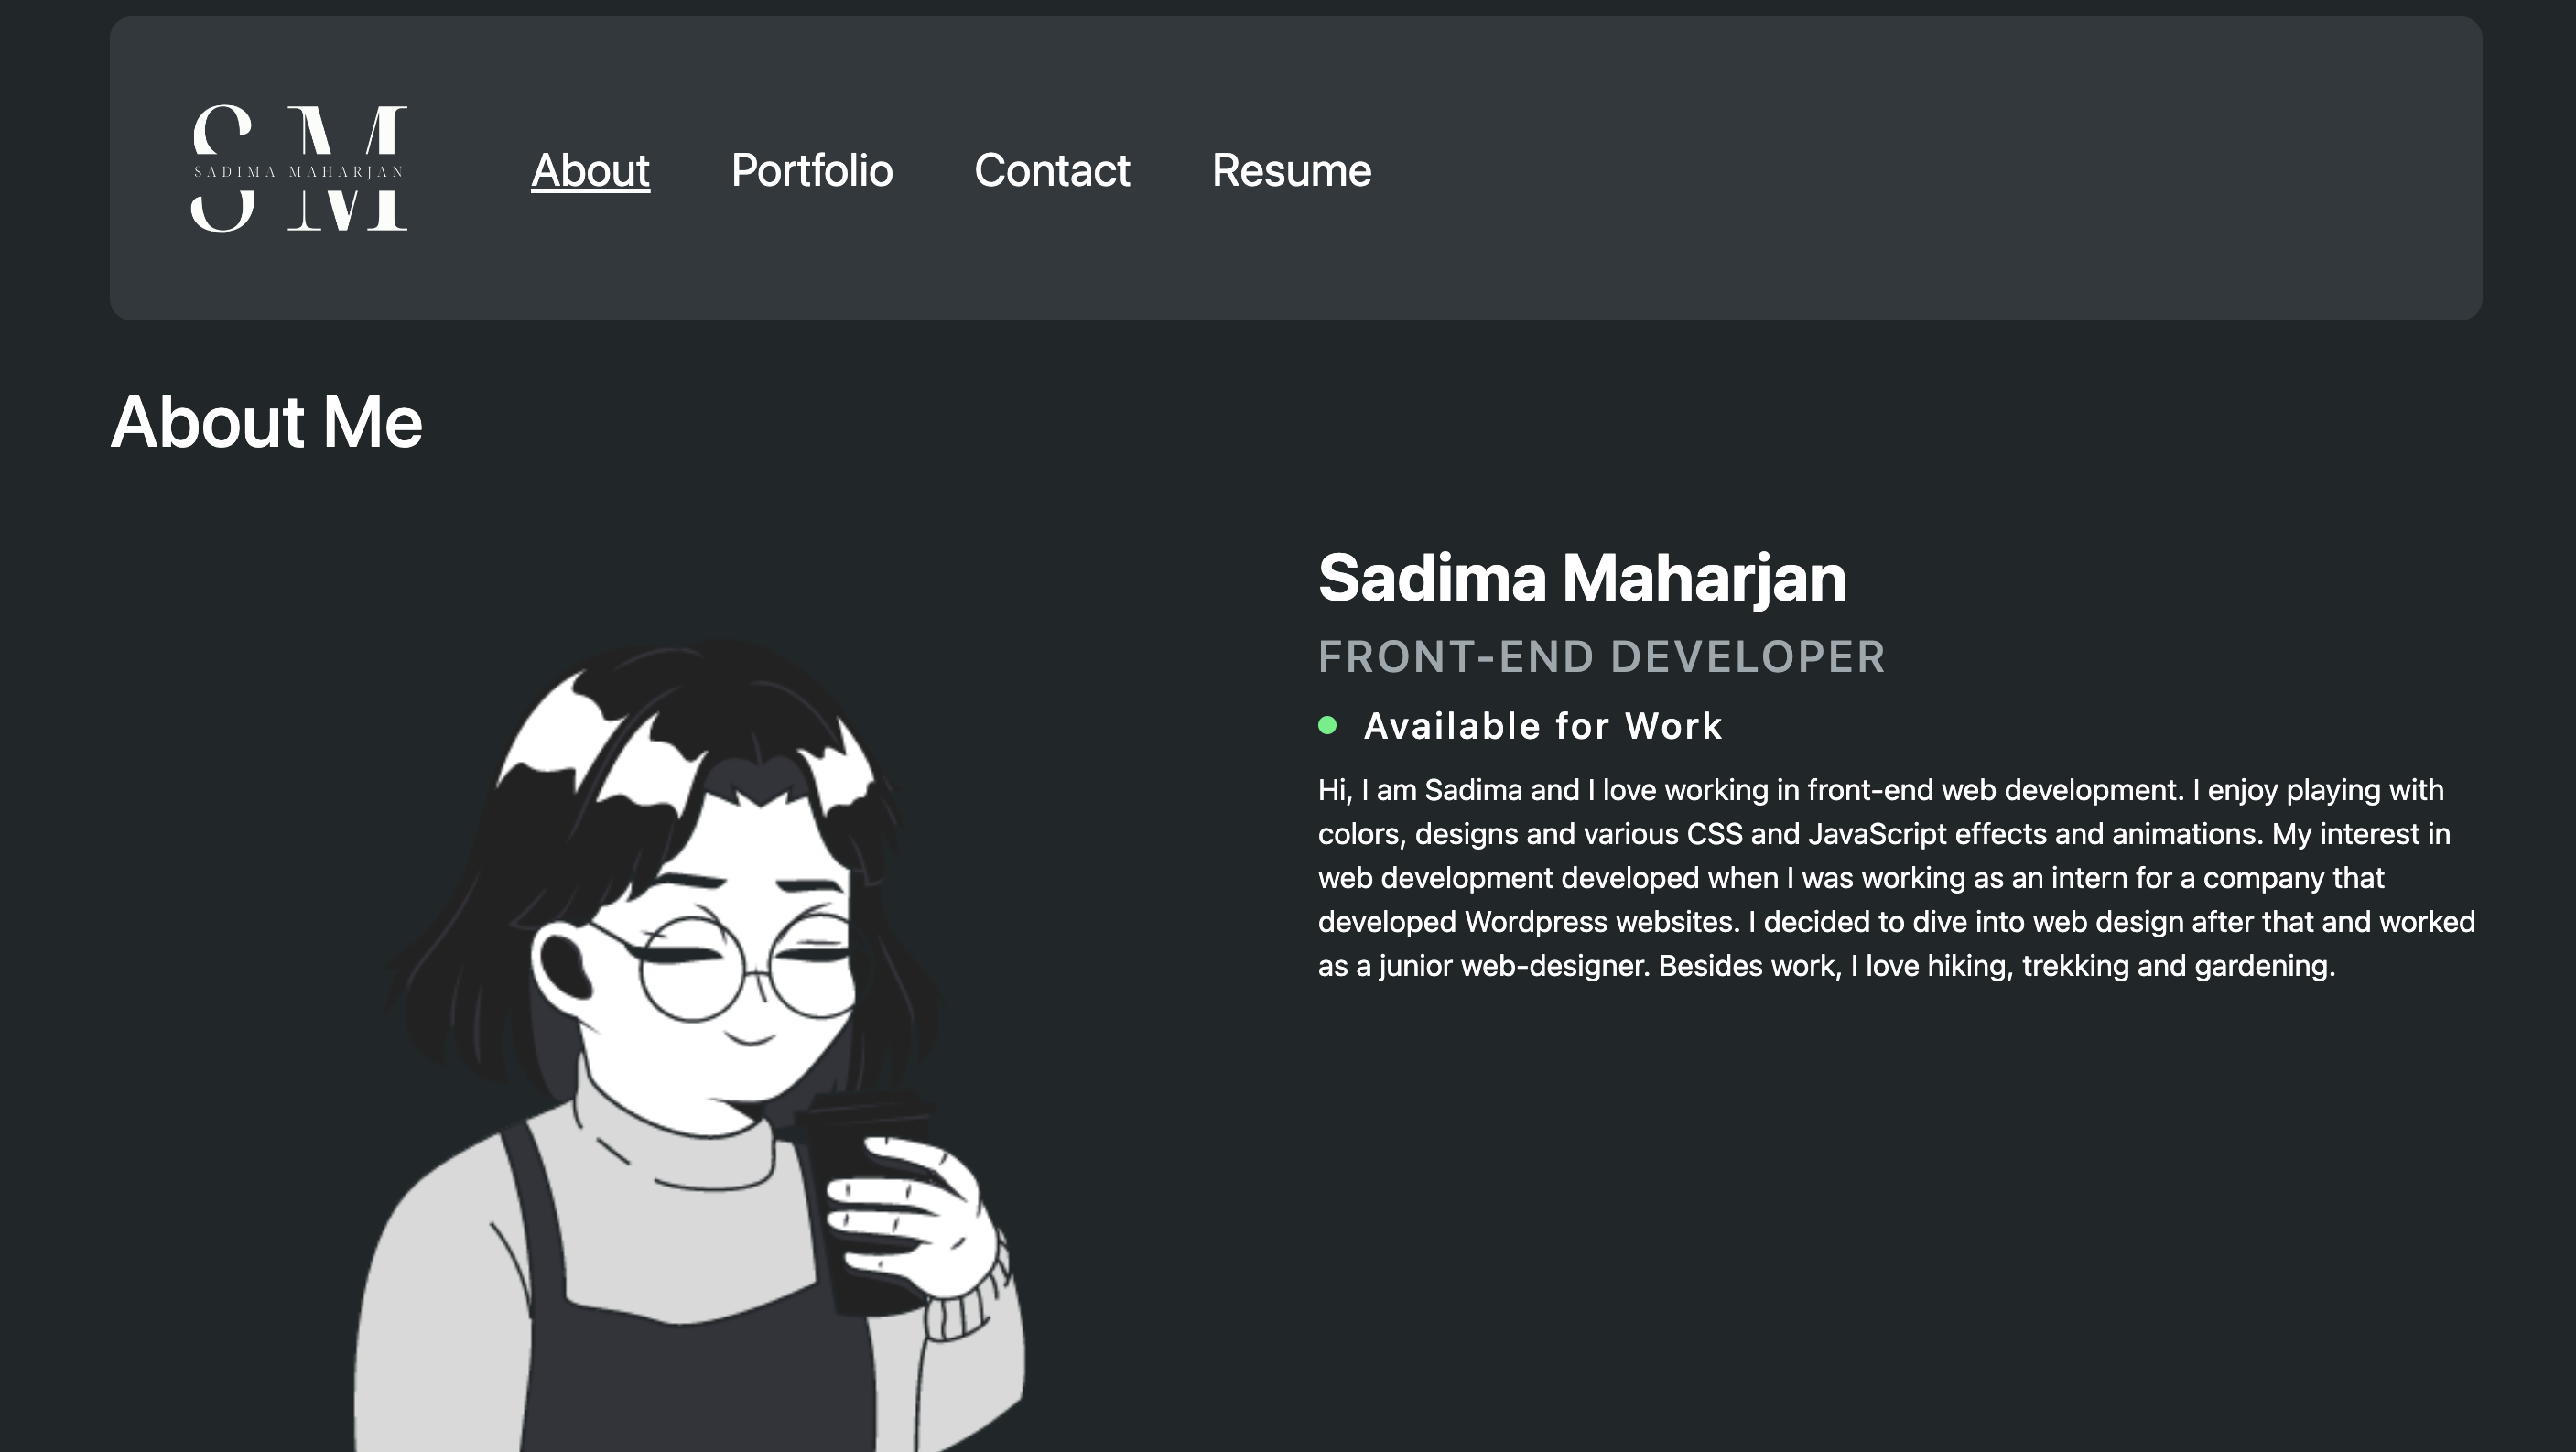 SM
SADIMA MAHARJAN
About Portfolio Contact Resume
About Me
Sadima Maharjan
FRONT-END DEVELOPER
Available for Work
Hi, I am Sadima and I love working in front-end web development. I enjoy playing with
colors, designs and various CSS and JavaScript effects and animations. My interest in
web development developed when I was working as an intern for a company that
developed Wordpress websites. I decided to dive into web design after that and worked
as a junior web-designer. Besides work, I love hiking, trekking and gardening.